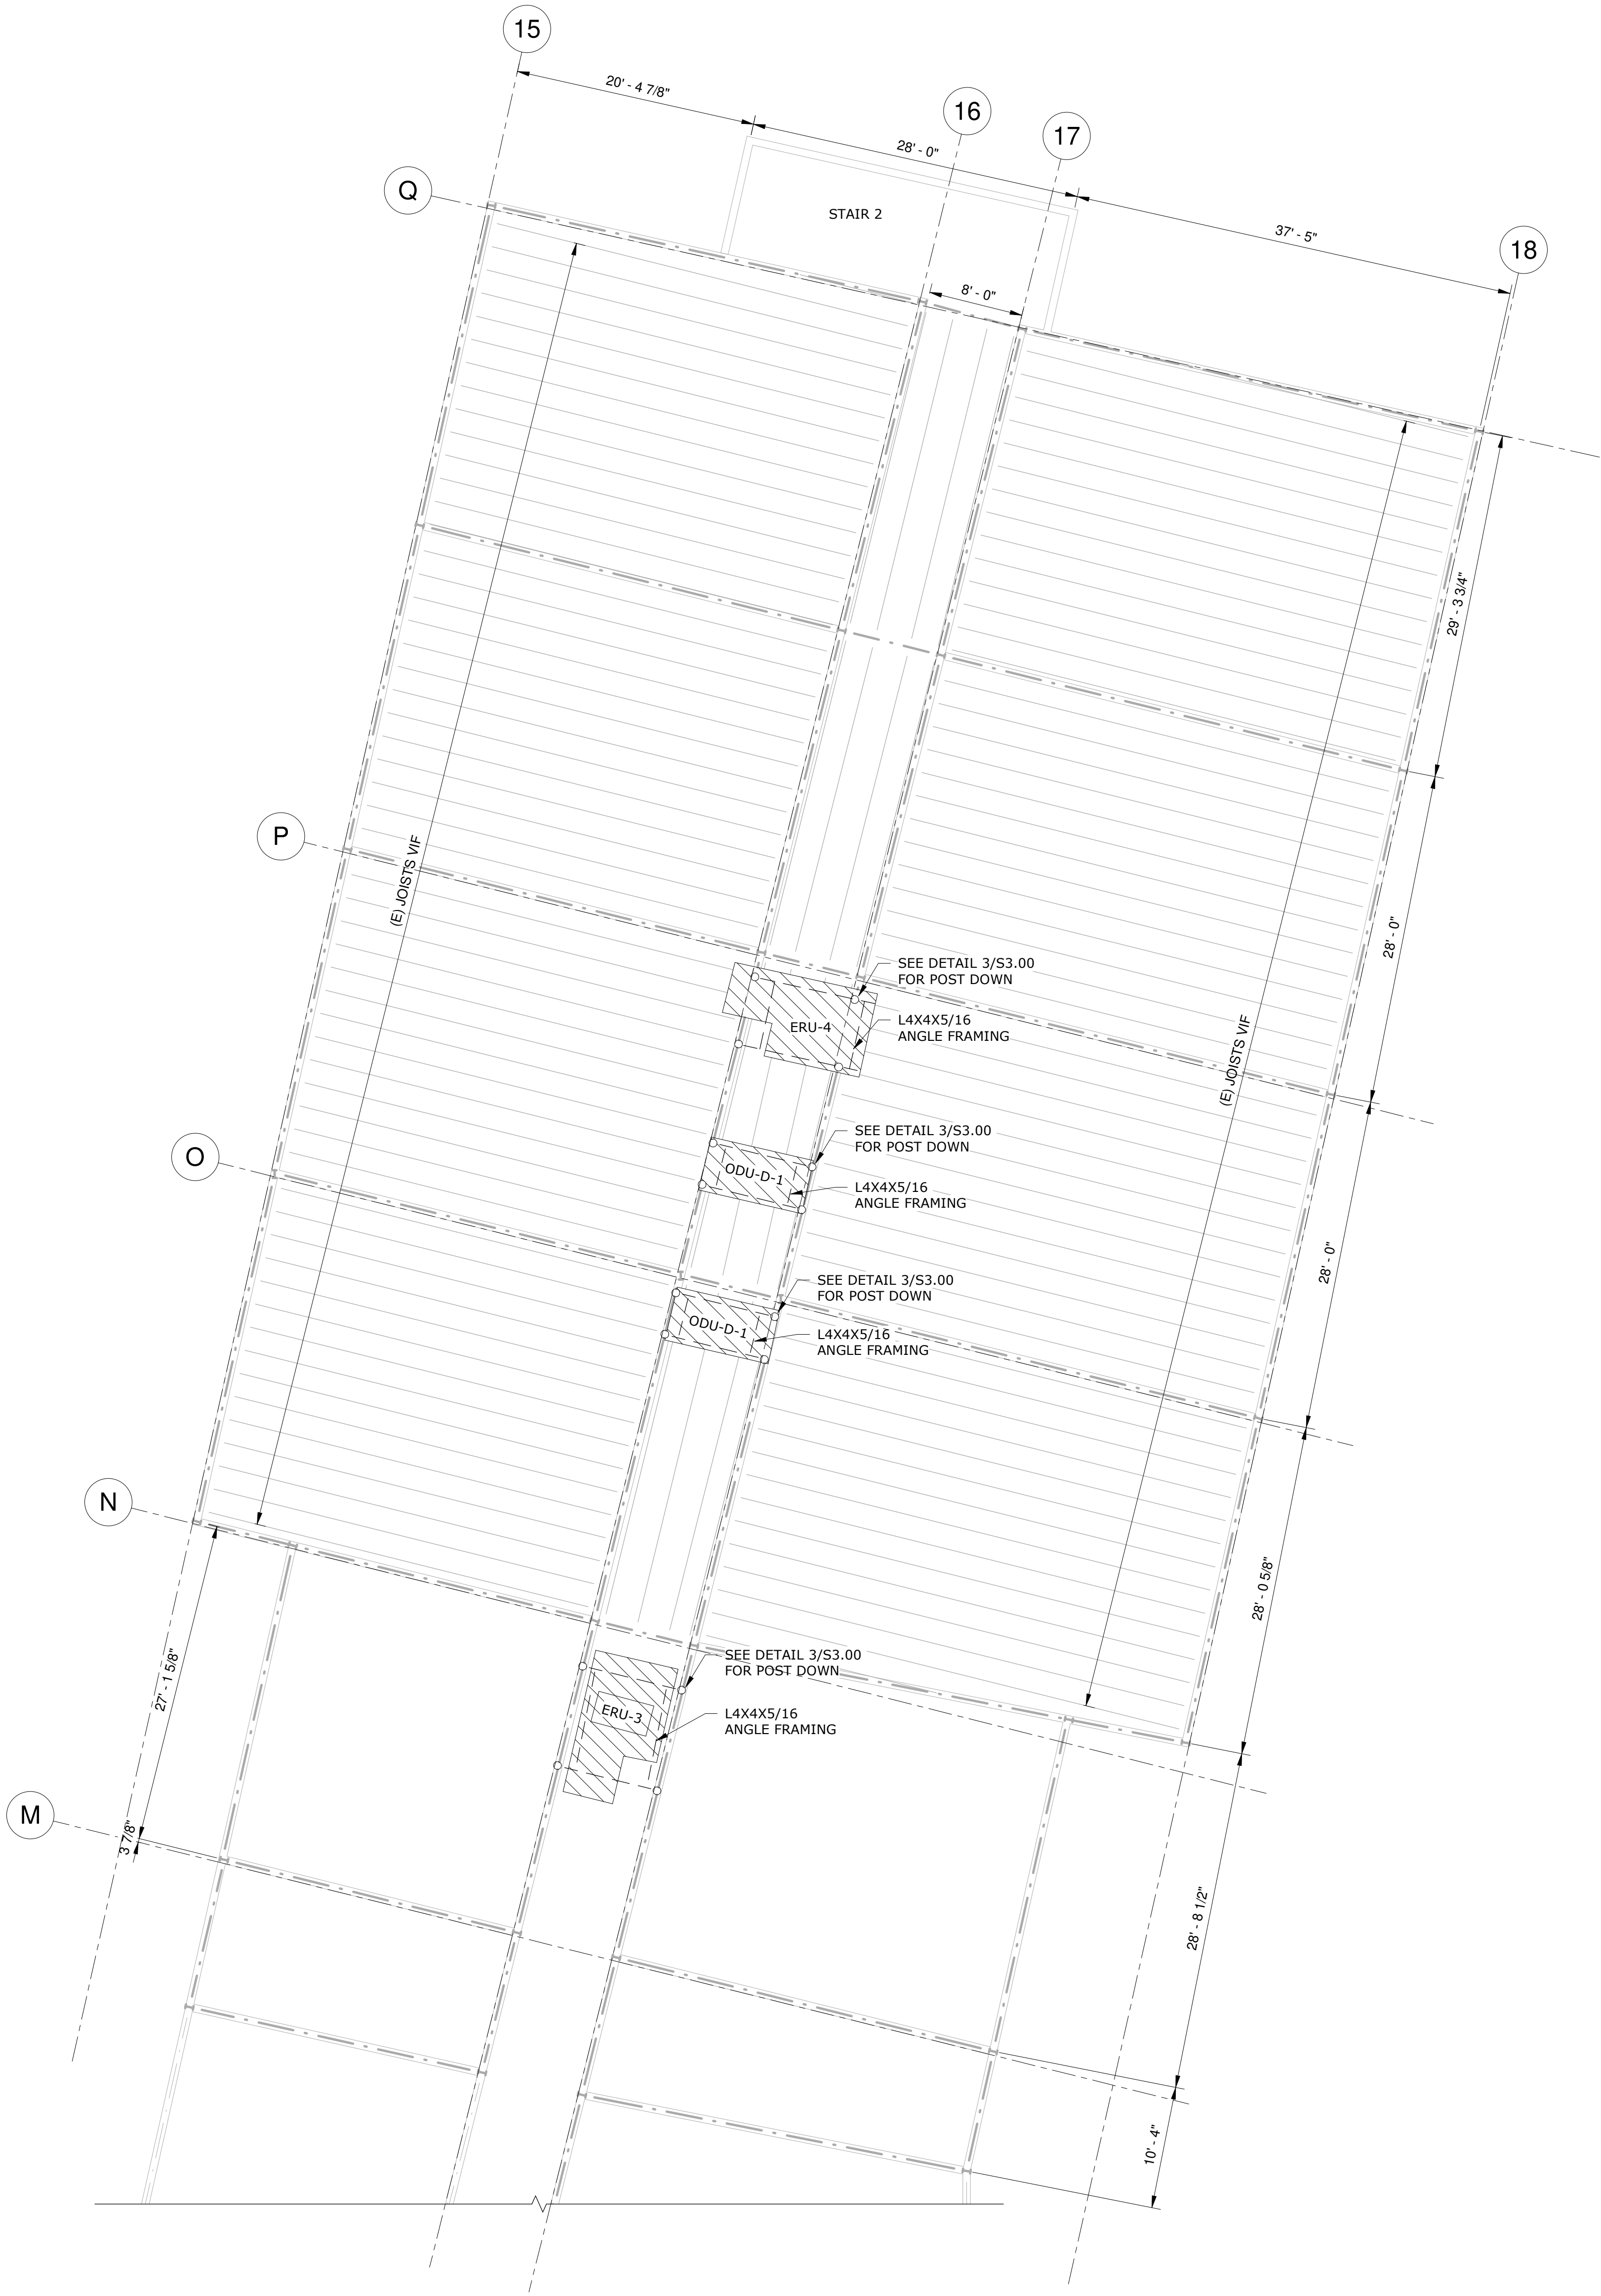 15
20' - 4 7/8"
16
17
28' - 0"
Q
STAIR 2
37' - 5"
18
8' - 0"
29' - 3 3/4"
P
(E) JOISTS VIF
28' - 0"
SEE DETAIL 3/S3.00
FOR POST DOWN
ERU-4
L4X4X5/16
ANGLE FRAMING
(E) JOISTS VIF
O
SEE DETAIL 3/S3.00
FOR POST DOWN
ODU-D-1
L4X4X5/16
ANGLE FRAMING
28' - 0"
SEE DETAIL 3/S3.00
FOR POST DOWN
ODU-D-1
L4X4X5/16
ANGLE FRAMING
N
28' - 0 5/8"
SEE DETAIL 3/S3.00
FOR POST DOWN
27' - 1 5/8"
ERU-3
L4X4X5/16
ANGLE FRAMING
M
3 7/8"
28' - 8 1/2"
10' - 4"